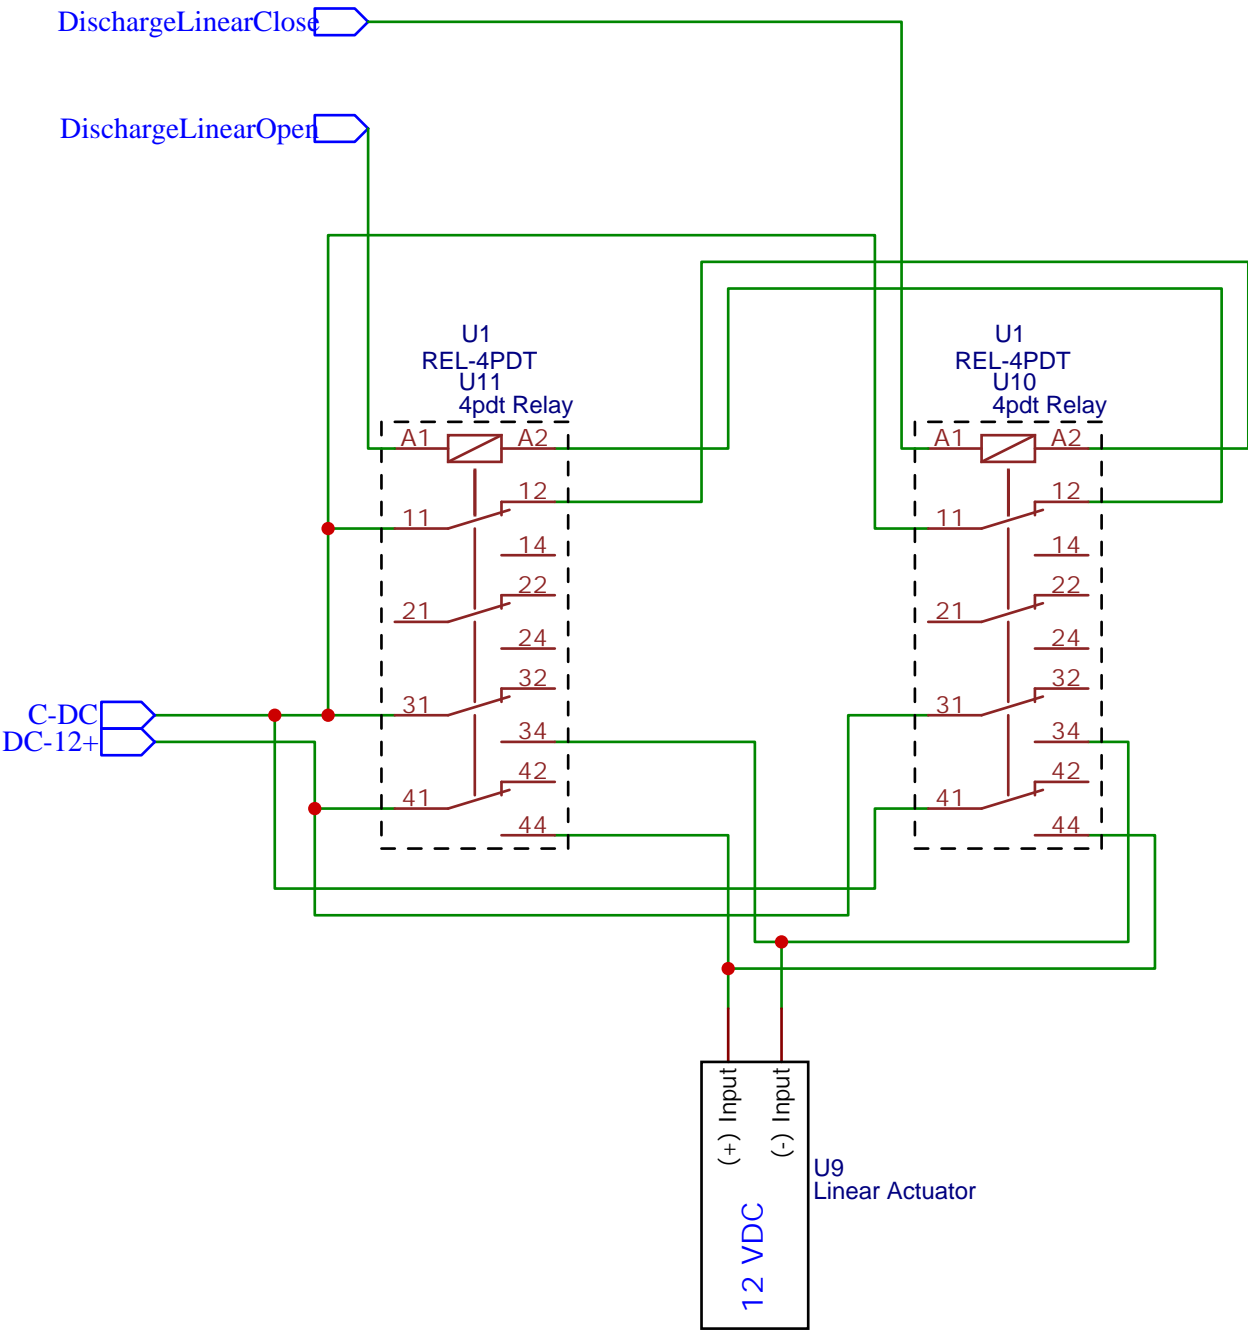 DischargeLinearClose
DischargeLinearOpen
U1
REL-4PDT
U11
4pdt Relay
A1
A2
12
11
14
22
21
24
32
31
34
42
41
44
U1
REL-4PDT
U10
4pdt Relay
A1
A2
12
11
14
22
21
24
32
31
34
42
41
44
C-DC
DC-12+
(+) Input
(-) Input
12 VDC
U9
Linear Actuator